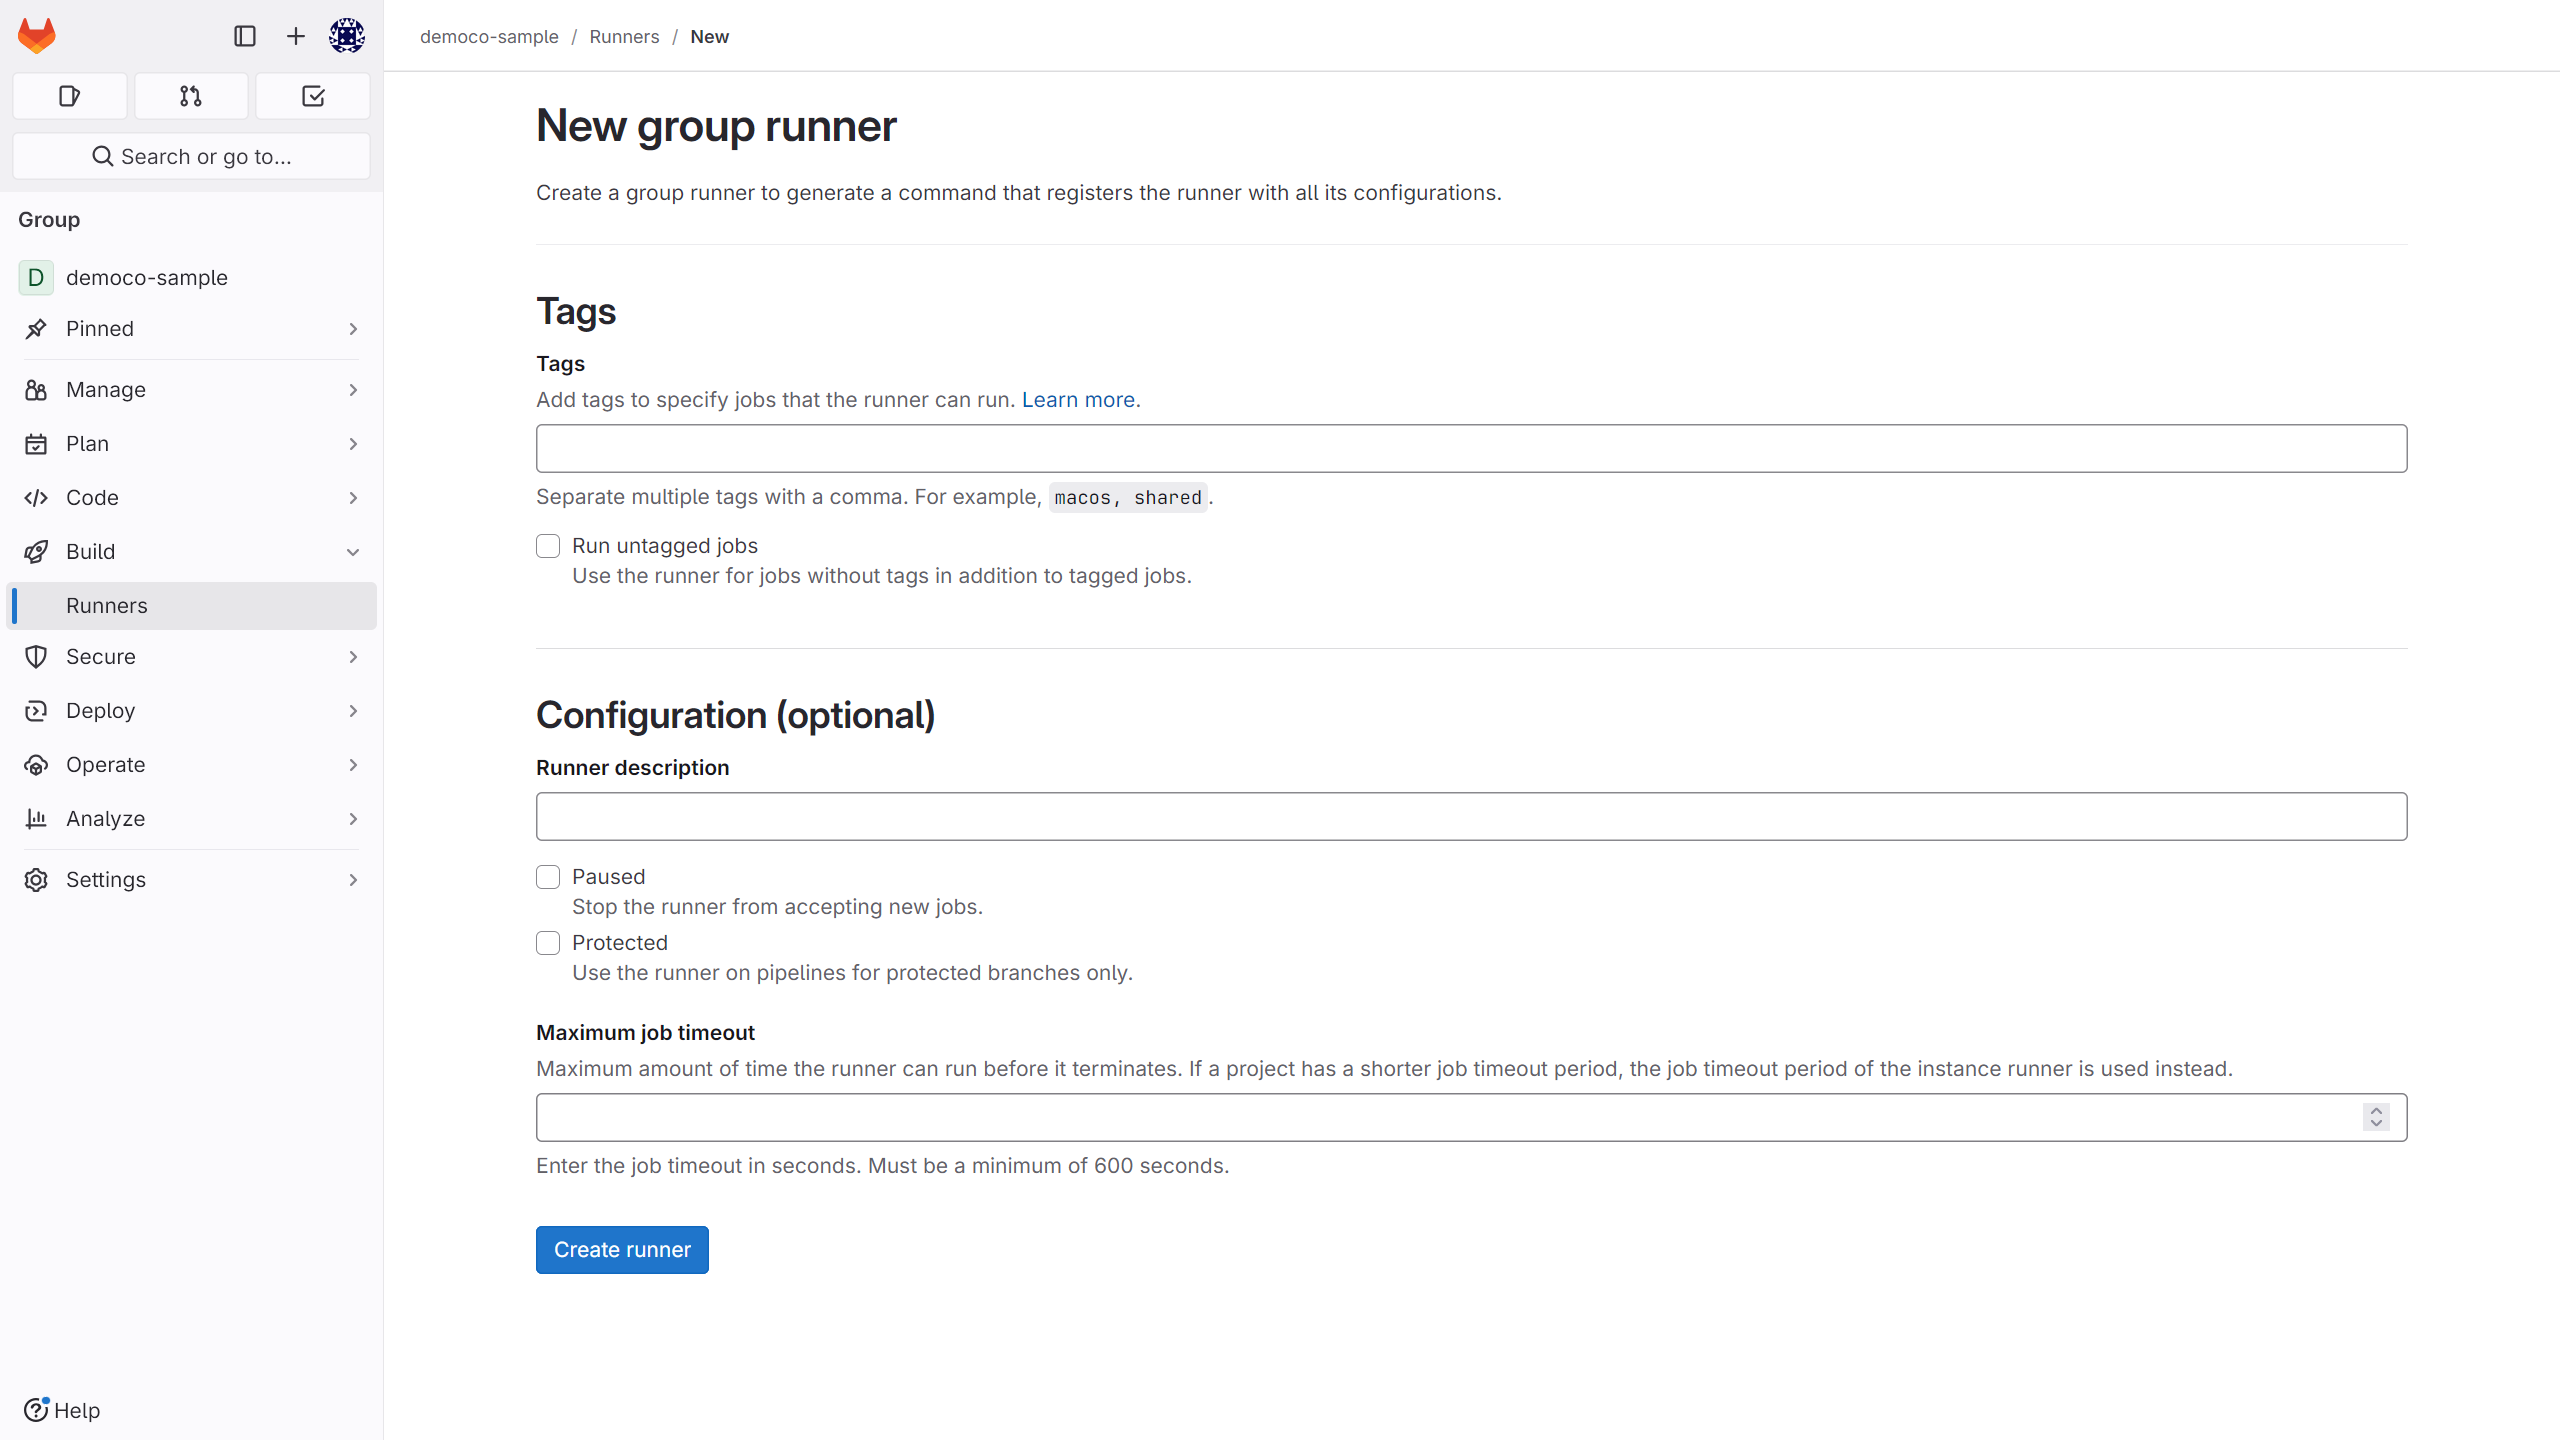 democo-sample / Runners / New
Search or go to...
Group
D democo-sample
Pinned
Manage
Plan
Code
Build
Runners
Secure
Deploy
Operate
Analyze
Settings
Help
New group runner
Create a group runner to generate a command that registers the runner with all its configurations.
Tags
Tags
Add tags to specify jobs that the runner can run. Learn more.
Separate multiple tags with a comma. For example, macos, shared.
Run untagged jobs
Use the runner for jobs without tags in addition to tagged jobs.
Configuration (optional)
Runner description
Paused
Stop the runner from accepting new jobs.
Protected
Use the runner on pipelines for protected branches only.
Maximum job timeout
Maximum amount of time the runner can run before it terminates. If a project has a shorter job timeout period, the job timeout period of the instance runner is used instead.
Enter the job timeout in seconds. Must be a minimum of 600 seconds.
Create runner